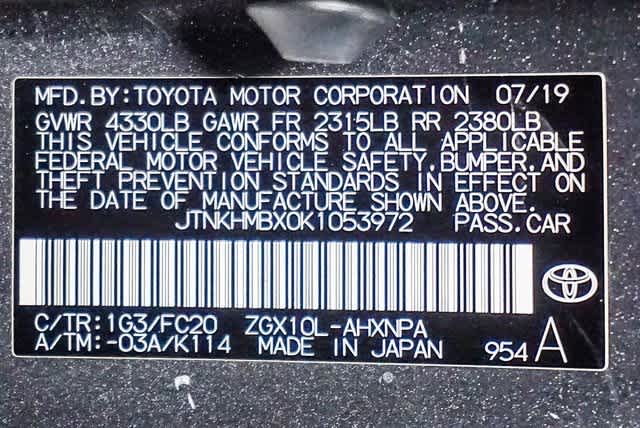 MFD.BY:TOYOTA MOTOR CORPORATION 07/19
GVWR 4330LB GAWR FR 2315LB RR 2380LB
THIS VEHICLE CONFORMS TO ALL APPLICABLE
FEDERAL MOTOR VEHICLE SAFETY,BUMPER,AND
THEFT PREVENTION STANDARDS IN EFFECT ON
THE DATE OF MANUFACTURE SHOWN ABOVE.
JTNKHMBX0K1053972 PASS.CAR
C/TR:1G3/FC20 ZGX10L-AHXNPA
A/TM:-03A/K114 MADE IN JAPAN 954 A